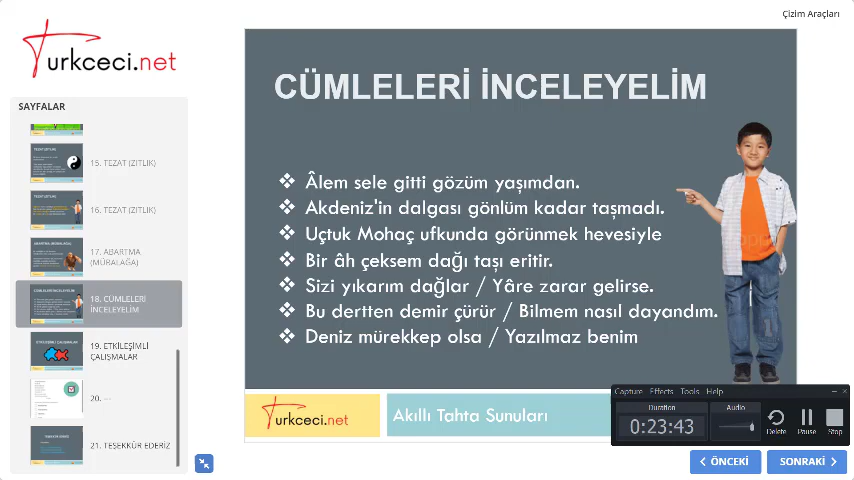 Çizim Araçları
Turkceci.net
SAYFALAR
15. TEZAT (ZITLIK)
16. TEZAT (ZITLIK)
17. ABARTMA
(MÜRALAĞA)
18. CÜMLELERİ
İNCELEYELİM
19. ETKİLEŞİMLİ
ÇALIŞMALAR
20. ---
21. TEŞEKKÜR EDERİZ
CÜMLELERİ İNCELEYELİM
❖ Âlem sele gitti gözüm yaşımdan.
❖ Akdeniz'in dalgası gönlüm kadar taşmadı.
❖ Uçtuk Mohaç ufkunda görünmek hevesiyle
❖ Bir âh çeksem dağı taşı eritir.
❖ Sizi yıkarım dağlar / Yâre zarar gelirse.
❖ Bu dertten demir çürür / Bilmem nasıl dayandım.
❖ Deniz mürekkep olsa / Yazılmaz benim
Turkceci.net
Akıllı Tahta Sunuları
Capture Effects Tools Help
Duration
0:23:43
Audio
Delete
Pause
Stop
ÖNCEKİ
SONRAKİ